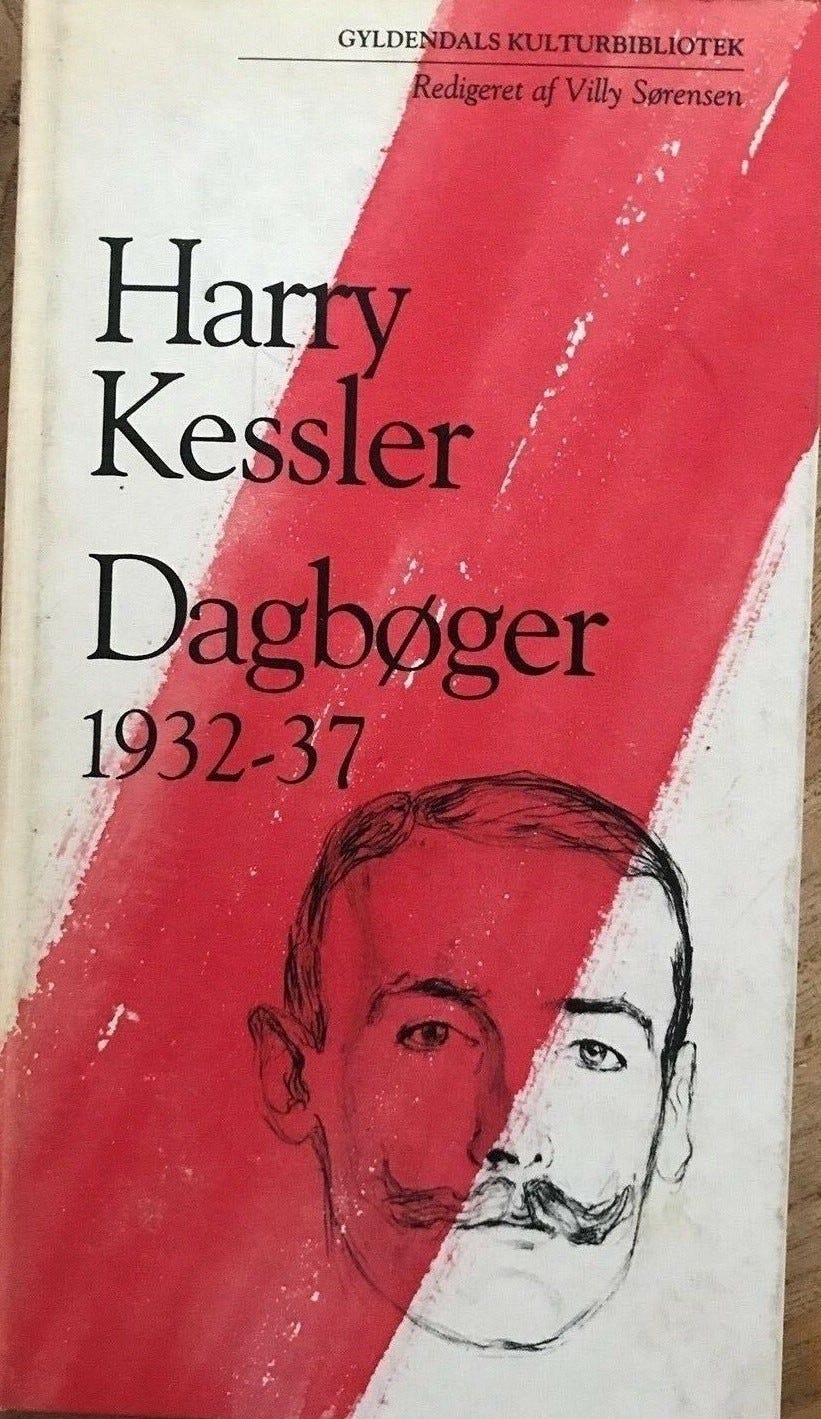 GYLDENDALS KULTURBIBLIOTEK
Redigeret af Villy Sørensen
Harry
Kessler
Dagbøger
1932-37